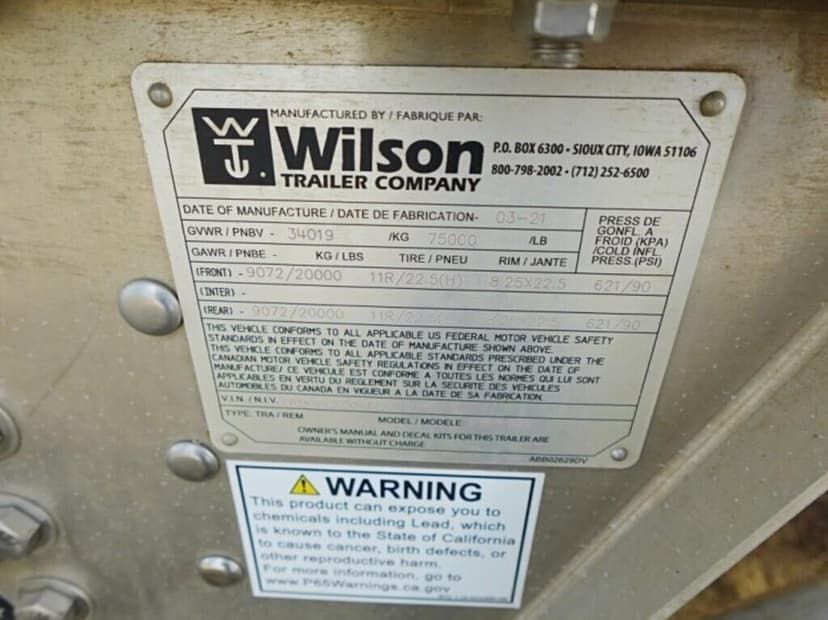 MANUFACTURED BY / FABRIQUE PAR:
WTC.
Wilson
TRAILER COMPANY
P.O. BOX 6300 • SIOUX CITY, IOWA 51106
800-798-2002 • (712) 252-6500
DATE OF MANUFACTURE / DATE DE FABRICATION- 03-21
GVWR / PNBV - 34019 /KG 75000 /LB
PRESS DE
GONFL. A
FROID (KPA)
/COLD INFL.
PRESS.(PSI)
GAWR / PNBE - KG / LBS TIRE / PNEU RIM / JANTE
(FRONT) - 9072/20000 11R/22.5(H) 8.25X22.5 621/90
(INTER) -
(REAR) - 9072/20000 11R/22.5 621/90
THIS VEHICLE CONFORMS TO ALL APPLICABLE US FEDERAL MOTOR VEHICLE SAFETY
STANDARDS IN EFFECT ON THE DATE OF MANUFACTURE SHOWN ABOVE.
THIS VEHICLE CONFORMS TO ALL APPLICABLE STANDARDS PRESCRIBED UNDER THE
CANADIAN MOTOR VEHICLE SAFETY REGULATIONS IN EFFECT ON THE DATE OF
MANUFACTURE/ CE VEHICULE EST CONFORME A TOUTES LES NORMES QUI LUI SONT
APPLICABLES EN VERTU DU REGLEMENT SUR LA SECURITE DES VEHICULES
AUTOMOBILES DU CANADA EN VIGUEUR A LA DATE DE SA FABRICATION.
V.I.N. / N.I.V.
TYPE: TRA / REM MODEL / MODELE:
OWNER'S MANUAL AND DECAL KITS FOR THIS TRAILER ARE
AVAILABLE WITHOUT CHARGE
ABB02629DV
WARNING
This product can expose you to
chemicals including Lead, which
is known to the State of California
to cause cancer, birth defects, or
other reproductive harm.
For more information, go to
www.P65Warnings.ca.gov